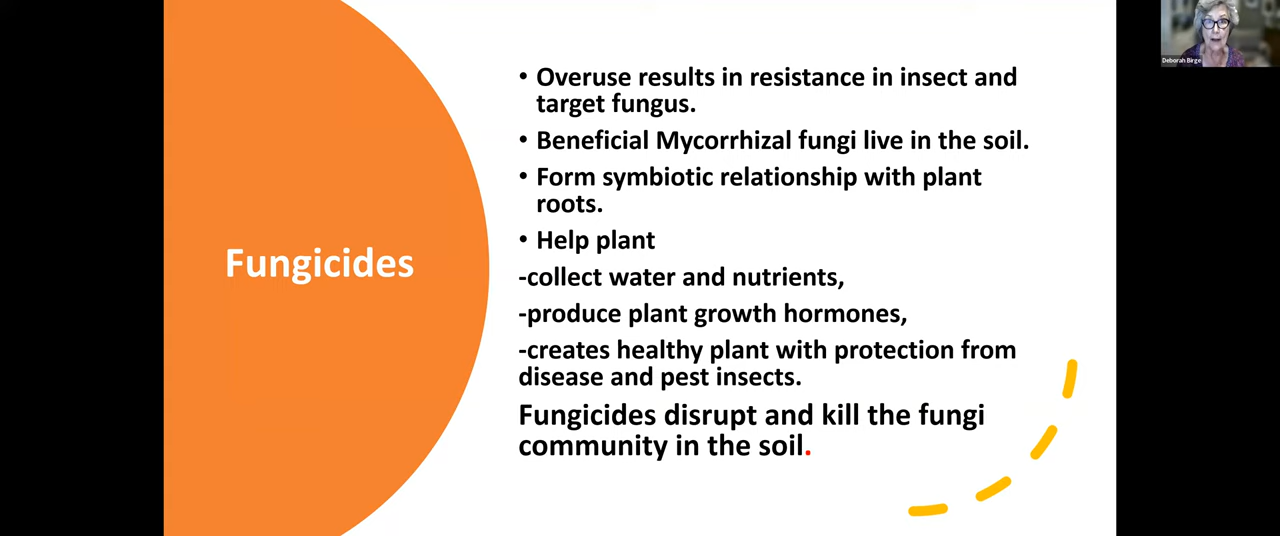 Fungicides
• Overuse results in resistance in insect and
target fungus.
• Beneficial Mycorrhizal fungi live in the soil.
• Form symbiotic relationship with plant
roots.
• Help plant
-collect water and nutrients,
-produce plant growth hormones,
-creates healthy plant with protection from
disease and pest insects.
Fungicides disrupt and kill the fungi
community in the soil.
Deborah Birge